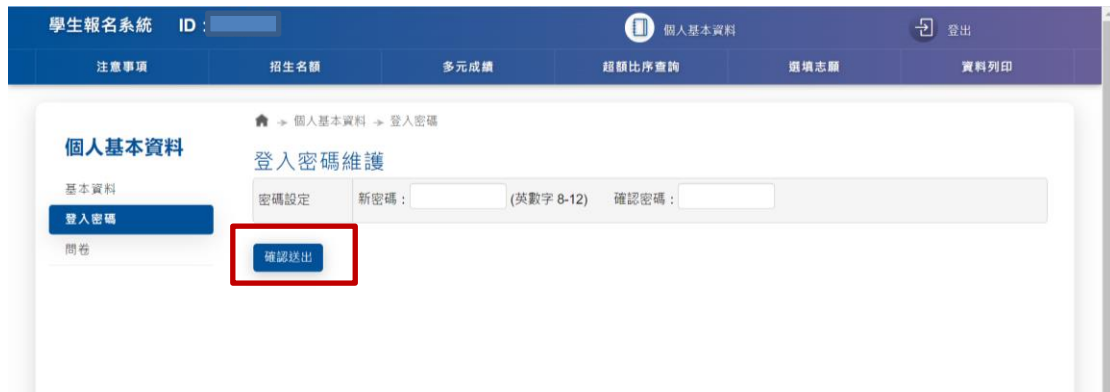 學生報名系統 ID：
個人基本資料
登出
注意事項 招生名額 多元成績 超額比序查詢 選填志願 資料列印
個人基本資料 登入密碼
個人基本資料
基本資料
登入密碼
問卷
登入密碼維護
密碼設定 新密碼： (英數字 8-12) 確認密碼：
確認送出